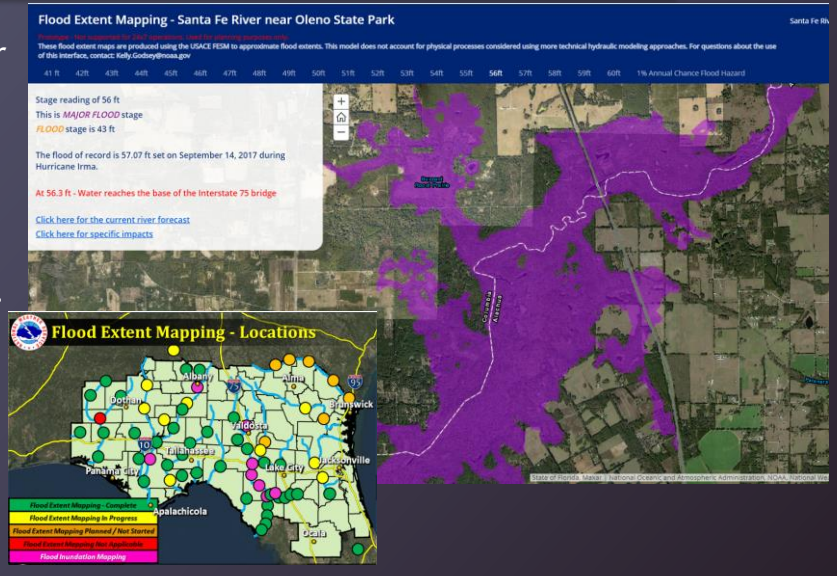 r
Flood Extent Mapping - Santa Fe River near Oleno State Park
Santa Fe Riv
Prototype - Not supported for 24x7 operations. Used for planning purposes only.
These flood extent maps are produced using the USACE FESM to approximate flood extents. This model does not account for physical processes considered using more technical hydraulic modeling approaches. For questions about the use
of this interface, contact: Kelly.Godsey@noaa.gov
41 ft 42ft 43ft 44ft 45ft 46ft 47ft 48ft 49ft 50ft 51ft 52ft 53ft 54ft 55ft 56ft 57ft 58ft 59ft 60ft 1% Annual Chance Flood Hazard
Stage reading of 56 ft
This is MAJOR FLOOD stage
FLOOD stage is 43 ft
The flood of record is 57.07 ft set on September 14, 2017 during
Hurricane Irma.
At 56.3 ft - Water reaches the base of the Interstate 75 bridge
Click here for the current river forecast
Click here for specific impacts
+
−
Columbia
Alachua
State of Florida, Maxar | National Oceanic and Atmospheric Administration, NOAA, National We
Flood Extent Mapping - Locations
Albany
Alma
75
95
Dothan
Brunswick
Valdosta
10
Tallahassee
Lake City
Jacksonville
Panama City
Apalachicola
Ocala
Flood Extent Mapping - Complete
Flood Extent Mapping In Progress
Flood Extent Mapping Planned / Not Started
Flood Extent Mapping Not Applicable
Flood Inundation Mapping